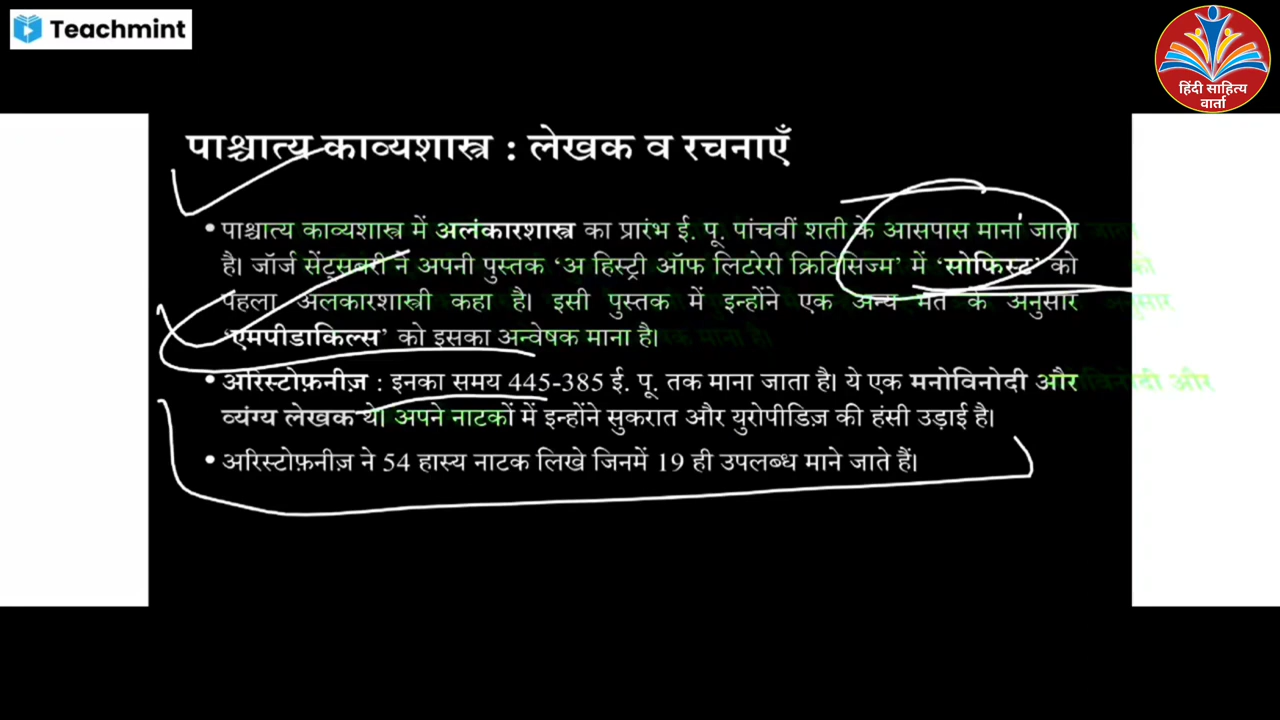 Teachmint
हिंदी साहित्य
वार्ता
पाश्चात्य काव्यशास्त्र : लेखक व रचनाएँ
• पाश्चात्य काव्यशास्त्र में अलंकारशास्त्र का प्रारंभ ई. पू. पांचवीं शती के आसपास माना जाता
है। जॉर्ज सेंट्सबरी ने अपनी पुस्तक ‘अ हिस्ट्री ऑफ लिटरेरी क्रिटिसिज्म’ में ‘सोफिस्ट’ को
पहला अलंकारशास्त्री कहा है। इसी पुस्तक में इन्होंने एक अन्य मत के अनुसार
‘एमपीडाकिल्स’ को इसका अन्वेषक माना है।
• अरिस्टोफ़नीज़ : इनका समय 445-385 ई. पू. तक माना जाता है। ये एक मनोविनोदी और
व्यंग्य लेखक थे। अपने नाटकों में इन्होंने सुकरात और युरोपीडिज़ की हंसी उड़ाई है।
• अरिस्टोफ़नीज़ ने 54 हास्य नाटक लिखे जिनमें 19 ही उपलब्ध माने जाते हैं।